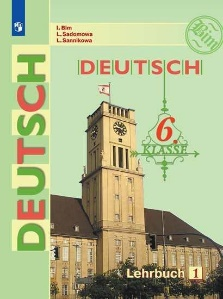 I. Bim
L. Sadomowa
L. Sannikowa
DEUTSCH
DEUTSCH
6.
KLASSE
Lehrbuch 1